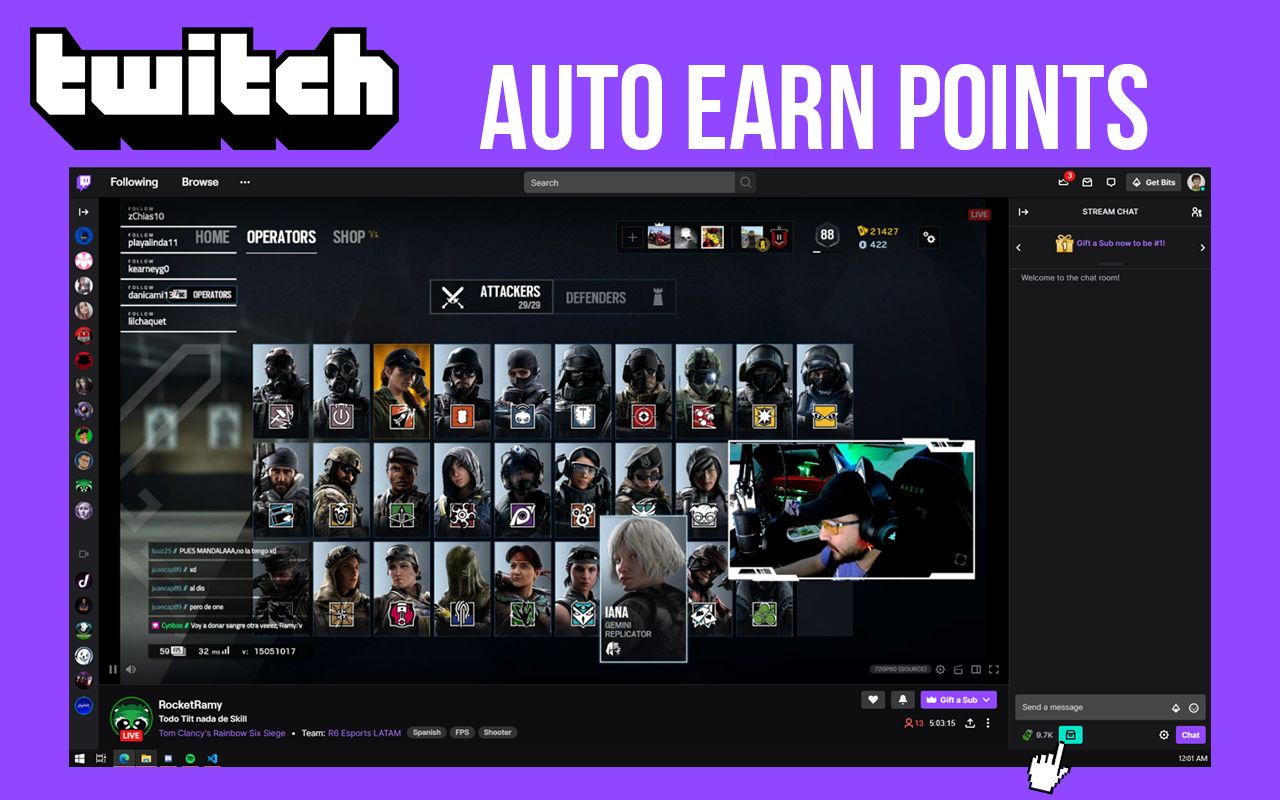 twitch
AUTO EARN POINTS
Following
Browse
Search
3
Get Bits
FOLLOW
zChias10
FOLLOW
playalinda11
FOLLOW
kearneyg0
FOLLOW
danicami13
OPERATORS
FOLLOW
lilchaquet
HOME
OPERATORS
SHOP
88
21427
422
LIVE
ATTACKERS
29/29
DEFENDERS
RAZER
IANA
GEMINI
REPLICATOR
luuz25 // PUES MANDALAAA,no la tengo xd
juancap89 // xd
juancap89 // al dis
juancap89 // pero de one
Cynboo // Voy a donar sangre otra veeez, Ramy:'v
59 FPS 32 ms v: 15051017
720P60 (SOURCE)
STREAM CHAT
1
Gift a Sub now to be #1!
Welcome to the chat room!
Send a message
9.7K
Chat
LIVE
RocketRamy
Todo Tilt nada de Skill
Tom Clancy's Rainbow Six Siege • Team: R6 Esports LATAM Spanish FPS Shooter
Gift a Sub
13 5:03:15
12:01 AM